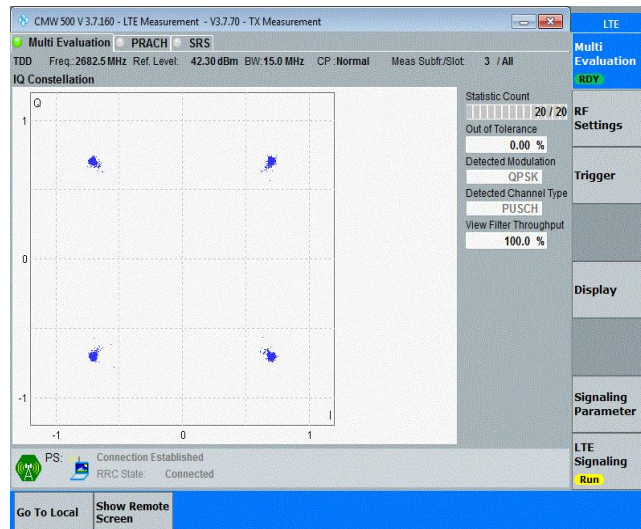 CMW 500 V 3.7.160 - LTE Measurement - V3.7.70 - TX Measurement
LTE
Multi Evaluation PRACH SRS
Multi
Evaluation
RDY
TDD Freq.:2682.5 MHz Ref. Level: 42.30 dBm BW:15.0 MHz CP :Normal Meas Subfr./Slot: 3 / All
IQ Constellation
Statistic Count
20 / 20
Out of Tolerance
0.00 %
Detected Modulation
QPSK
Detected Channel Type
PUSCH
View Filter Throughput
100.0 %
Q
1
0
-1
I
-1 0 1
RF
Settings
Trigger
Display
Signaling
Parameter
LTE
Signaling
Run
PS: Connection Established
RRC State: Connected
Go To Local
Show Remote
Screen